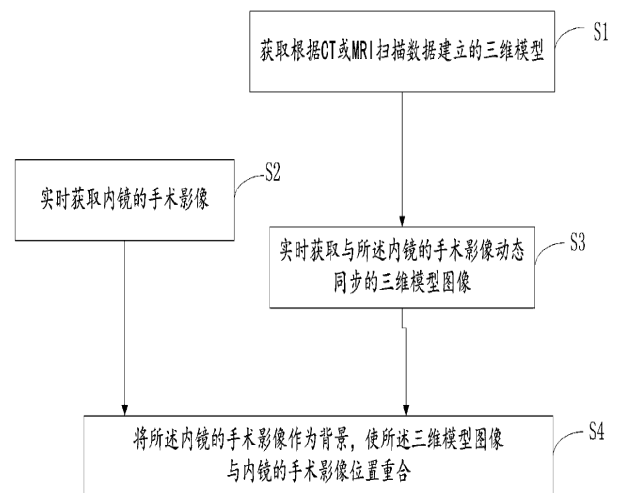 获取根据CT或MRI扫描数据建立的三维模型
S1
实时获取内镜的手术影像
S2
实时获取与所述内镜的手术影像动态
同步的三维模型图像
S3
将所述内镜的手术影像作为背景，使所述三维模型图像
与内镜的手术影像位置重合
S4